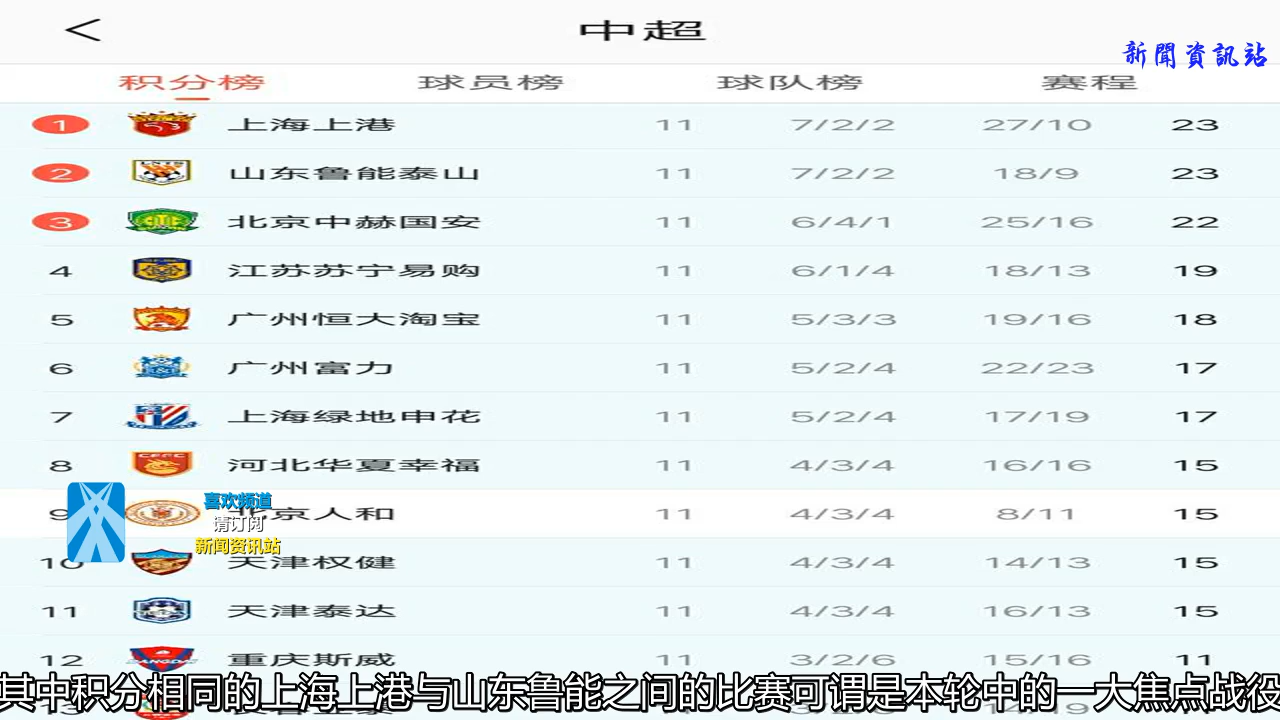 中超
新聞資訊站
积分榜 球员榜 球队榜 赛程
1 上海上港 11 7/2/2 27/10 23
2 山东鲁能泰山 11 7/2/2 18/9 23
3 北京中赫国安 11 6/4/1 25/16 22
4 江苏苏宁易购 11 6/1/4 18/13 19
5 广州恒大淘宝 11 5/3/3 19/16 18
6 广州富力 11 5/2/4 22/23 17
7 上海绿地申花 11 5/2/4 17/19 17
8 河北华夏幸福 11 4/3/4 16/16 15
喜欢频道
9 北京人和 11 4/3/4 8/11 15
请订阅
新闻资讯站
10 天津权健 11 4/3/4 14/13 15
11 天津泰达 11 4/3/4 16/13 15
12 重庆斯威 11 3/2/6 15/16 11
其中积分相同的上海上港与山东鲁能之间的比赛可谓是本轮中的一大焦点战役